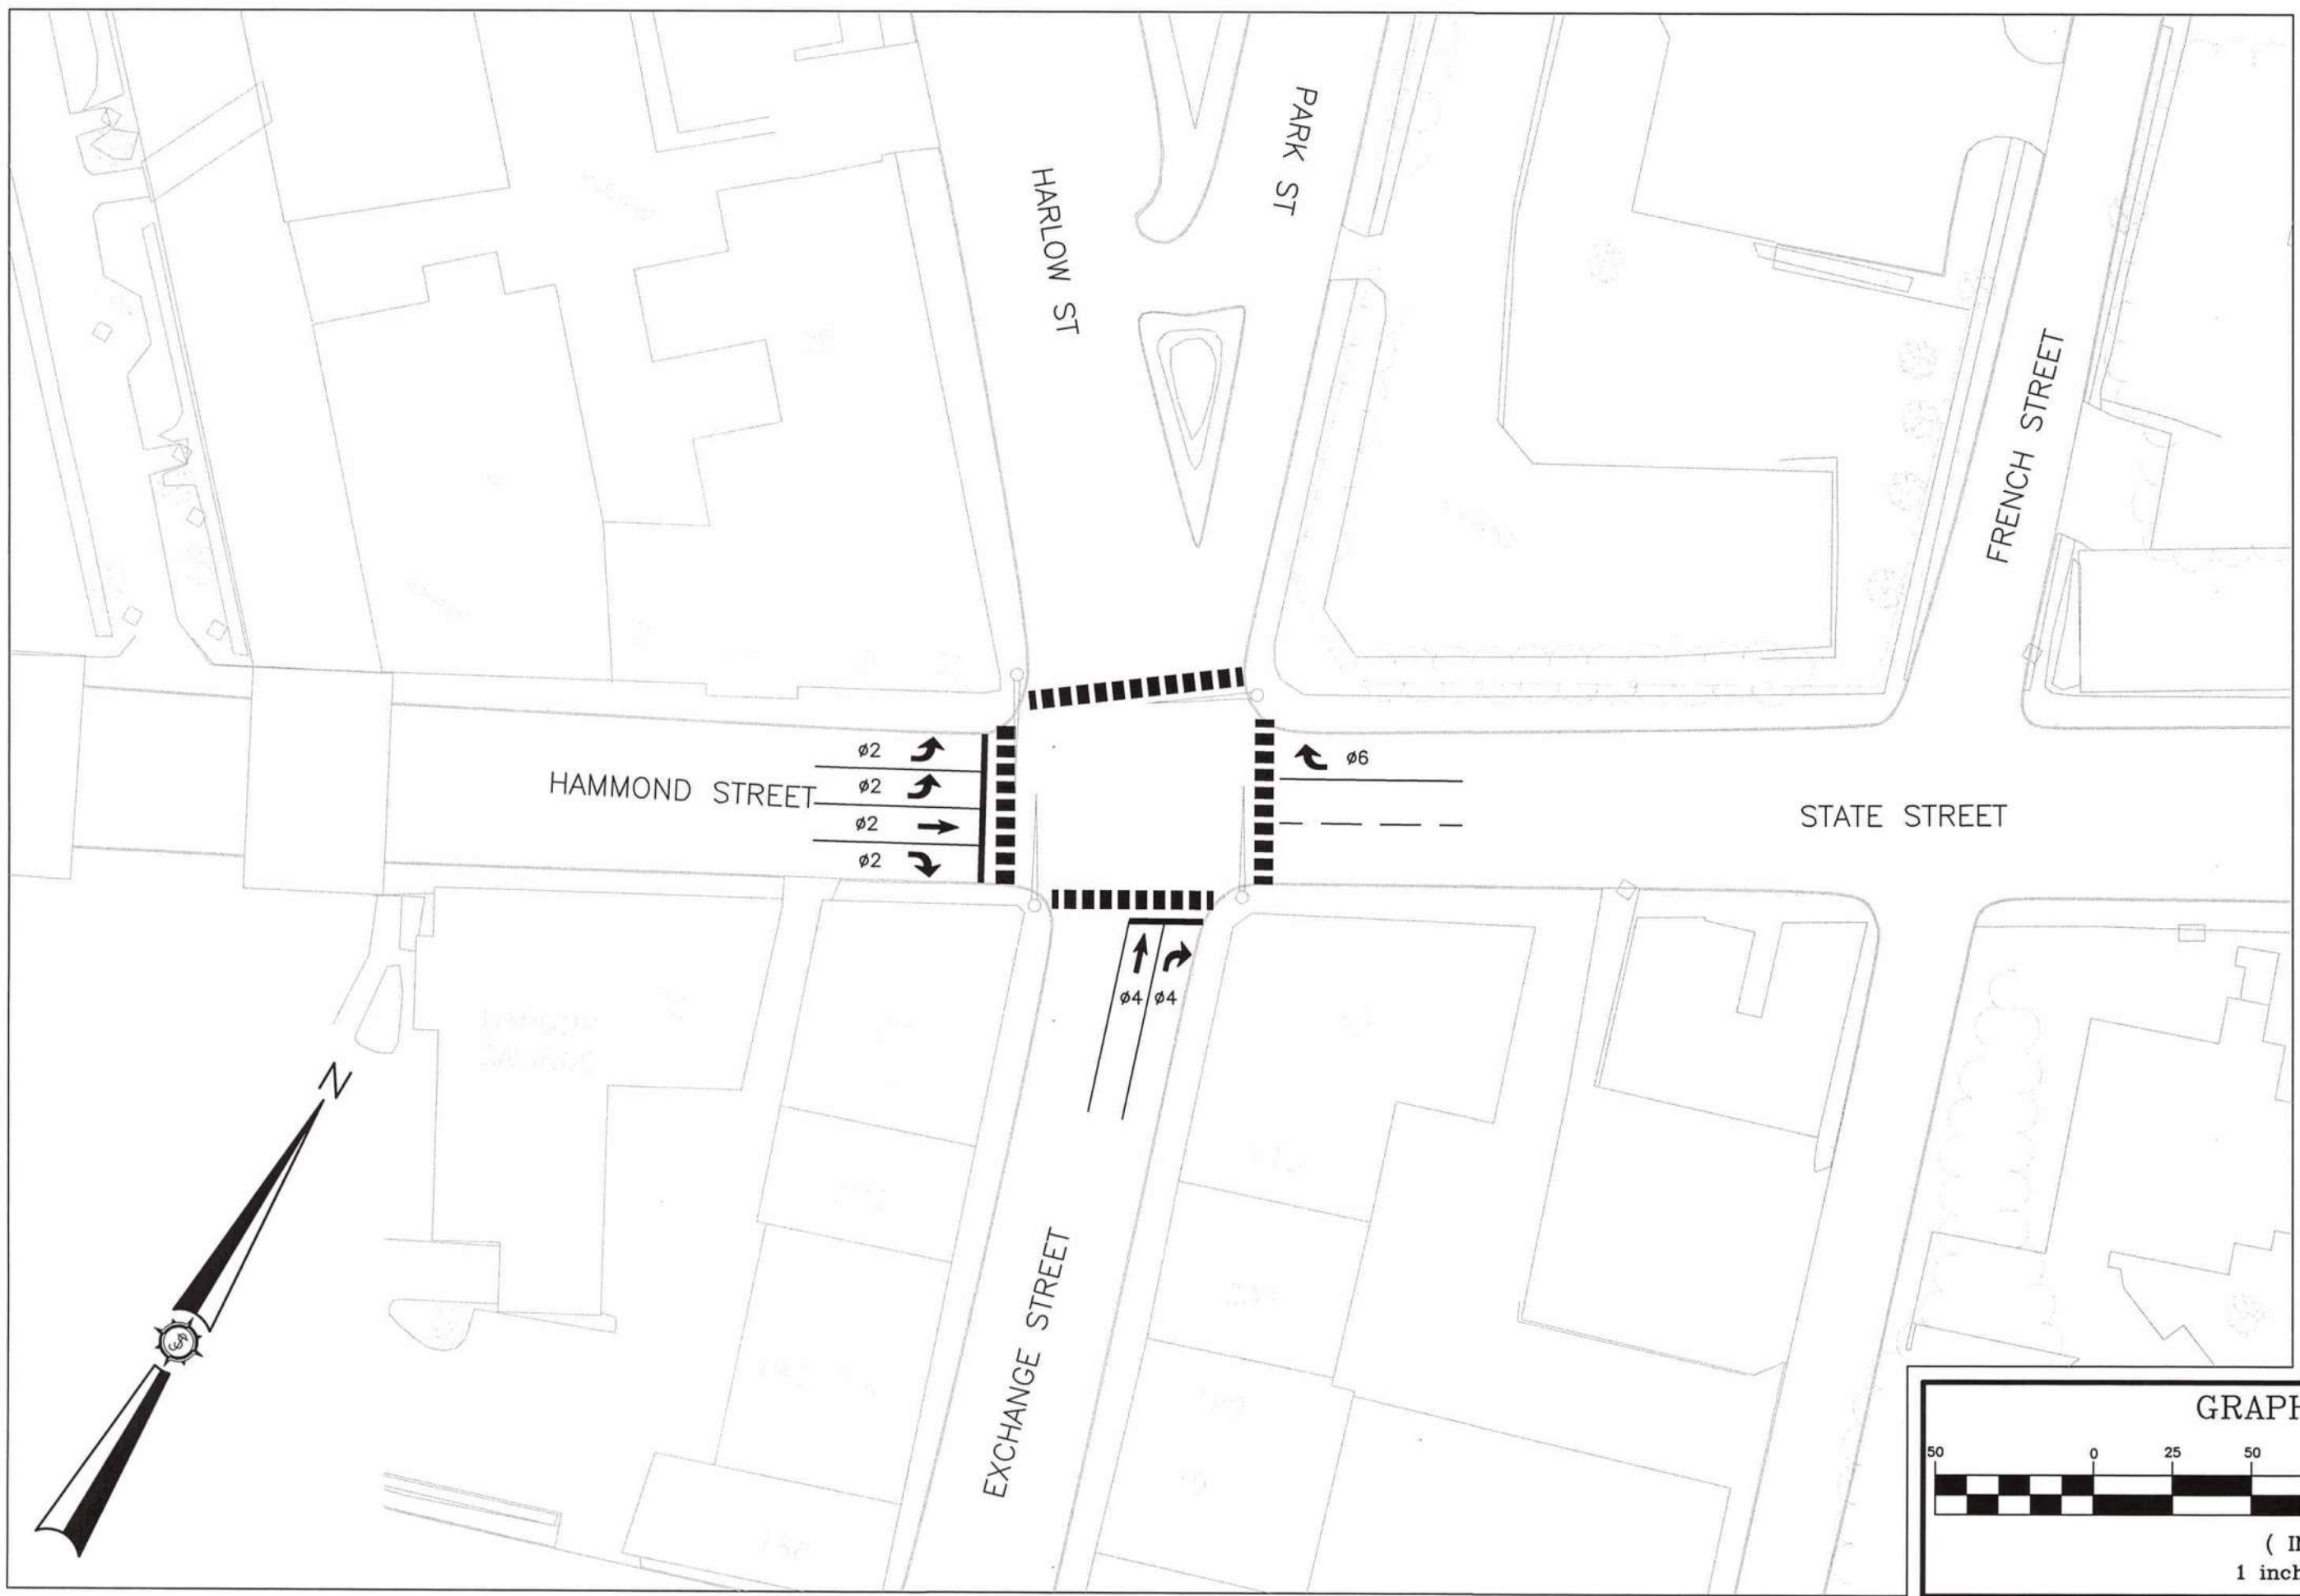 PARK ST
HARLOW ST
FRENCH STREET
ø2
ø6
ø2
HAMMOND STREET
STATE STREET
ø2
ø2
ø4 ø4
N
EXCHANGE STREET
GRAPH
50 0 25 50
( IN
1 inch